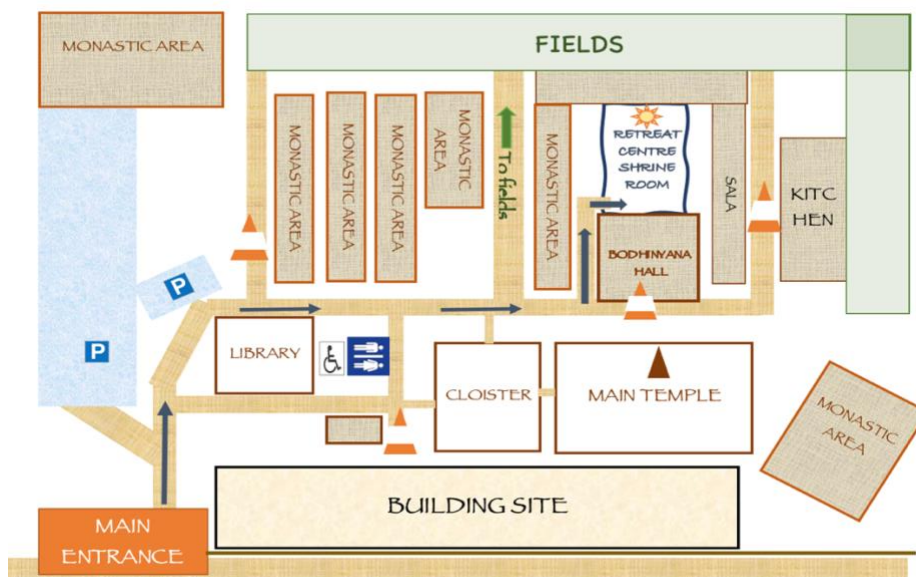 MONASTIC AREA
FIELDS
MONASTIC AREA
MONASTIC AREA
MONASTIC AREA
MONASTIC
AREA
To fields
MONASTIC AREA
RETREAT
CENTRE
SHRINE
ROOM
SALA
KITC
HEN
BODHINYANA
HALL
P
P
LIBRARY
CLOISTER
MAIN TEMPLE
MONASTIC
AREA
BUILDING SITE
MAIN
ENTRANCE